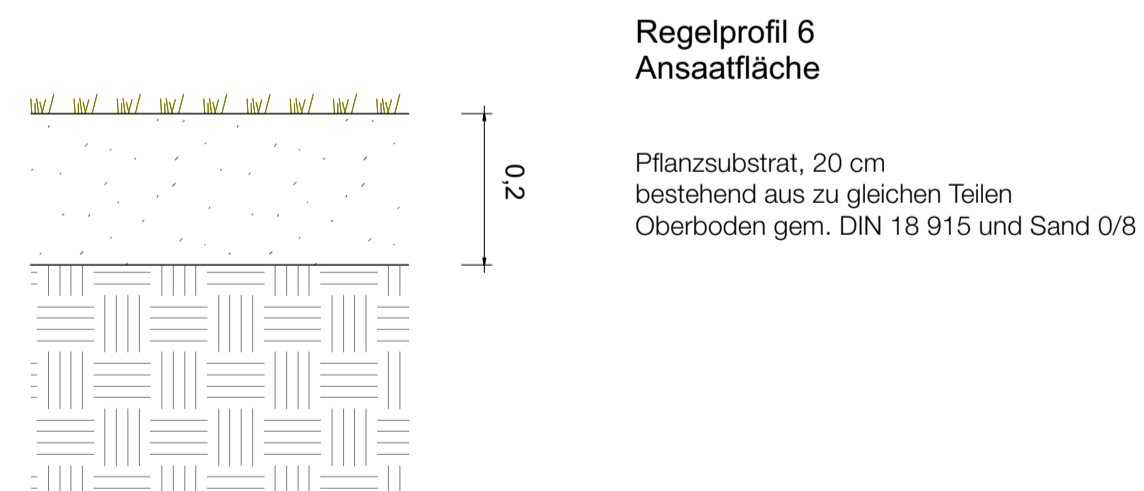 Regelprofil 6
Ansaatfläche
Pflanzsubstrat, 20 cm
bestehend aus zu gleichen Teilen
Oberboden gem. DIN 18 915 und Sand 0/8
0,2